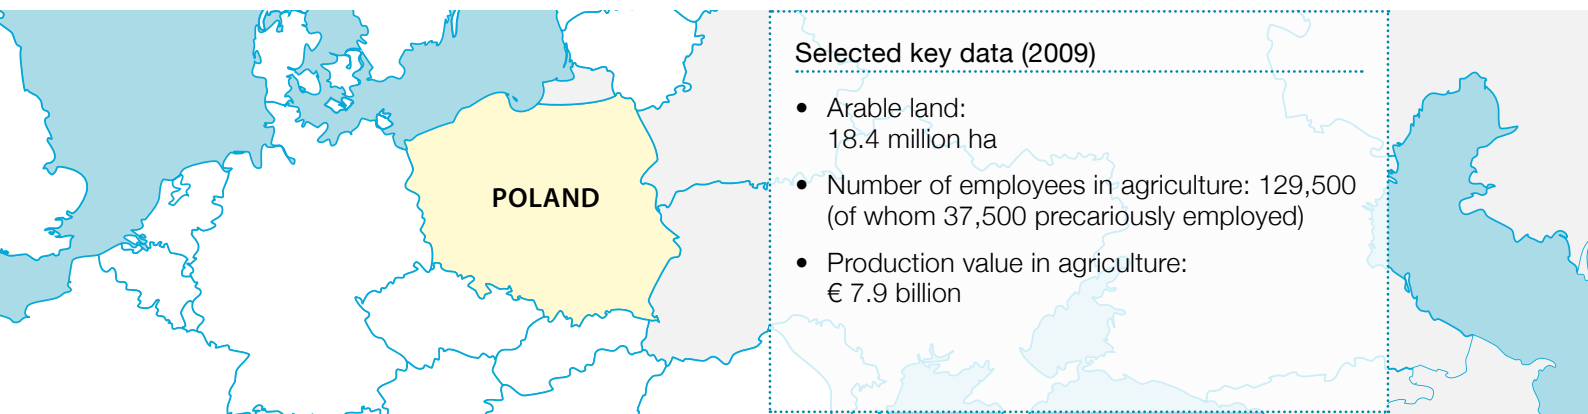 POLAND
Selected key data (2009)
• Arable land:
18.4 million ha
• Number of employees in agriculture: 129,500
(of whom 37,500 precariously employed)
• Production value in agriculture:
€ 7.9 billion